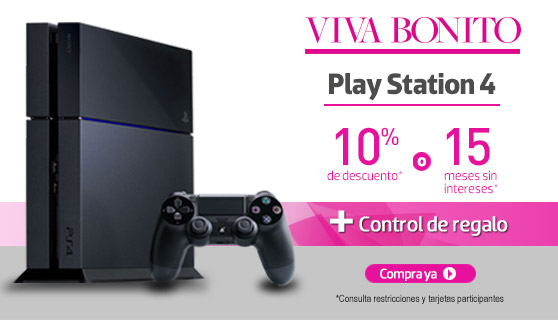 VIVA BONITO
Play Station 4
10% o 15
de descuento* meses sin
intereses*
+ Control de regalo
Compra ya
*Consulta restricciones y tarjetas participantes
SONY
PS4